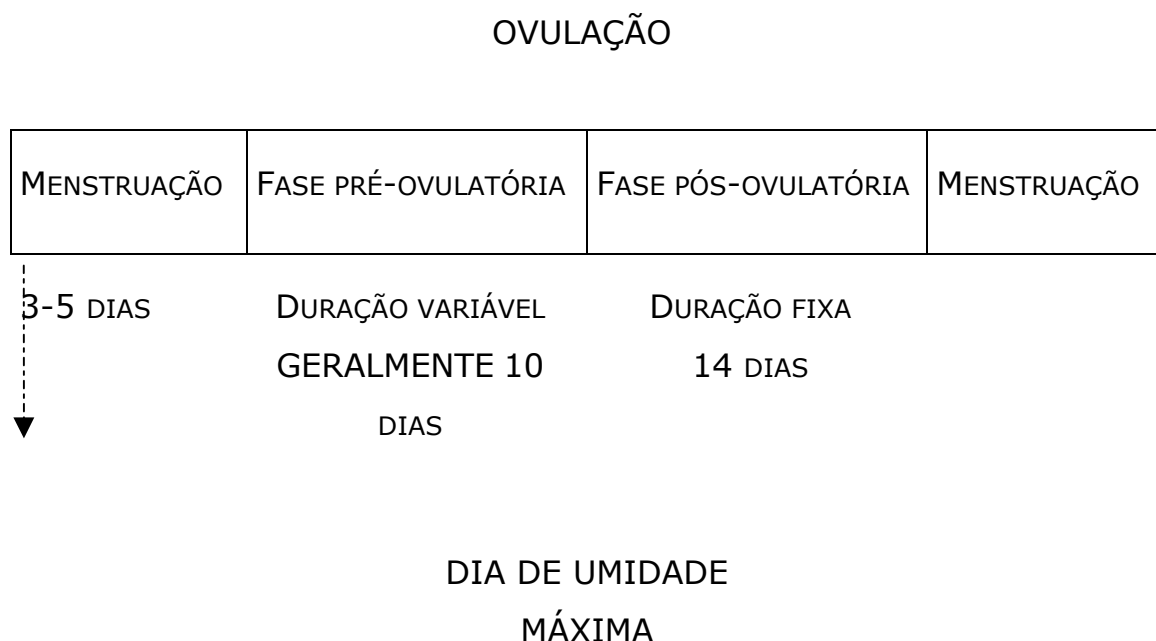 OVULAÇÃO
MENSTRUAÇÃO FASE PRÉ-OVULATÓRIA FASE PÓS-OVULATÓRIA MENSTRUAÇÃO
3-5 DIAS DURAÇÃO VARIÁVEL DURAÇÃO FIXA
GERALMENTE 10 14 DIAS
DIAS
DIA DE UMIDADE
MÁXIMA